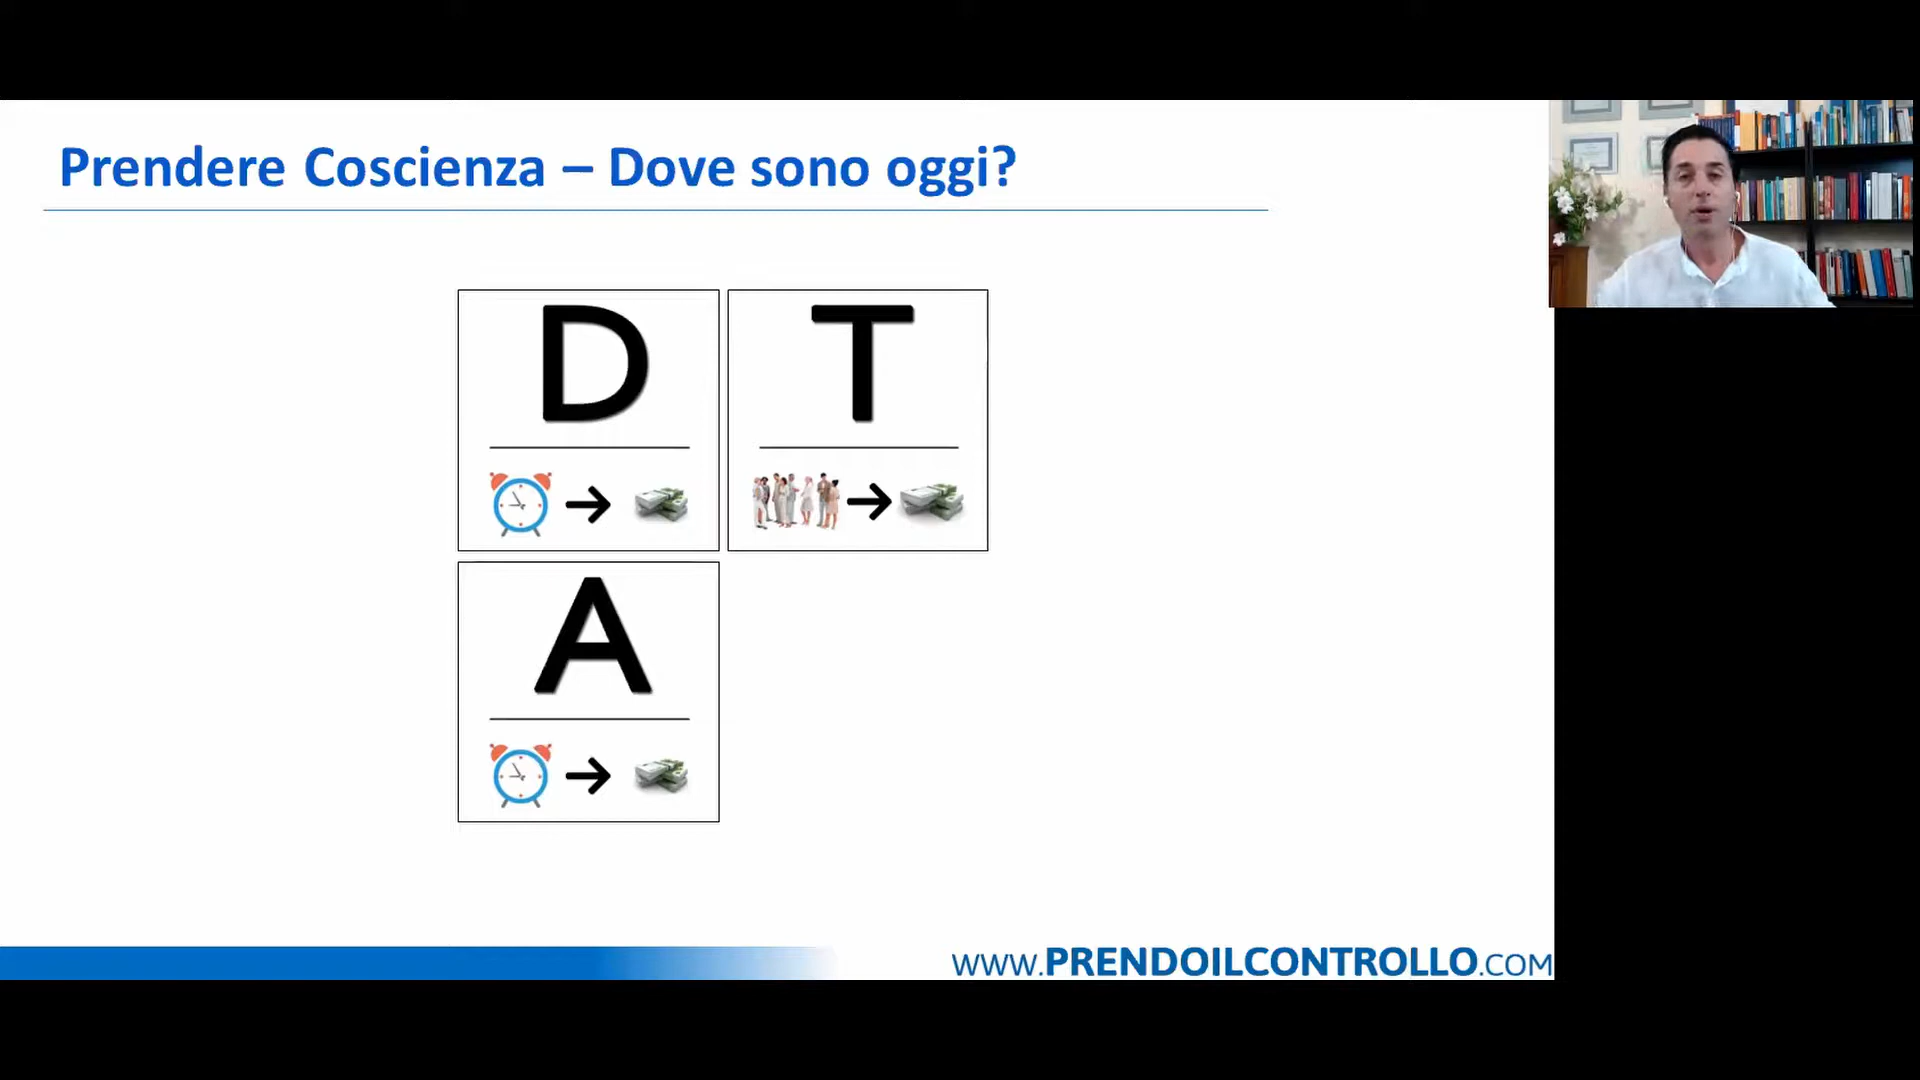 Prendere Coscienza – Dove sono oggi?
D
T
A
WWW.PRENDOILCONTROLLO.COM